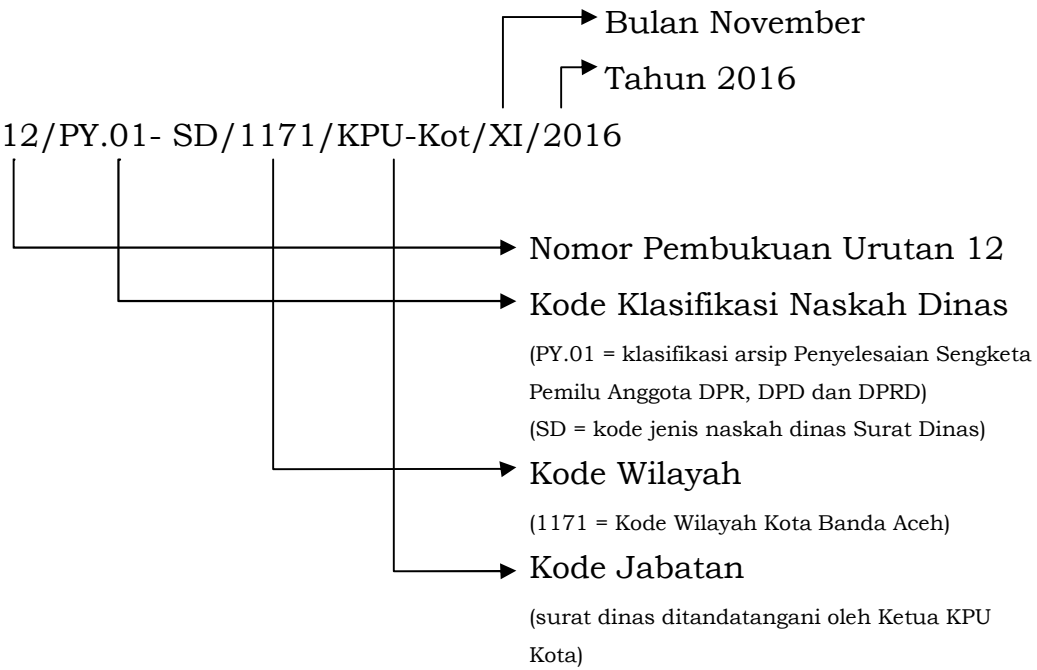 Bulan November
Tahun 2016
12/PY.01- SD/1171/KPU-Kot/XI/2016
Nomor Pembukuan Urutan 12
Kode Klasifikasi Naskah Dinas
(PY.01 = klasifikasi arsip Penyelesaian Sengketa
Pemilu Anggota DPR, DPD dan DPRD)
(SD = kode jenis naskah dinas Surat Dinas)
Kode Wilayah
(1171 = Kode Wilayah Kota Banda Aceh)
Kode Jabatan
(surat dinas ditandatangani oleh Ketua KPU
Kota)